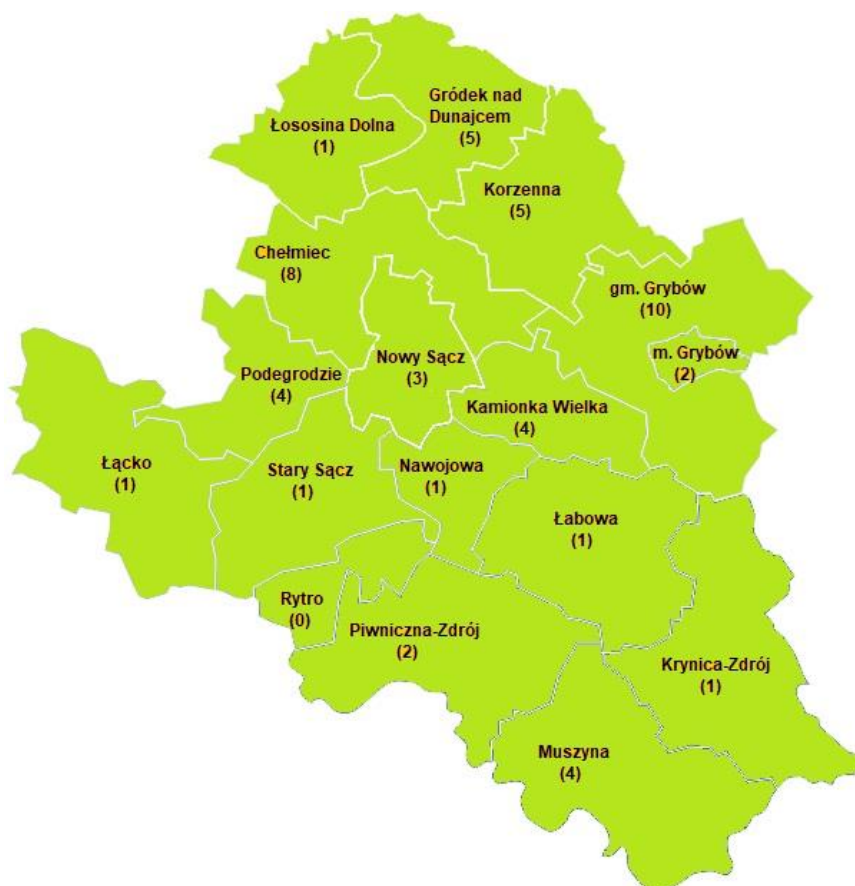 Gródek nad
Dunajcem
(5)
Łososina Dolna
(1)
Korzenna
(5)
Chełmiec
(8)
gm. Grybów
(10)
m. Grybów
(2)
Nowy Sącz
(3)
Podegrodzie
(4)
Kamionka Wielka
(4)
Łącko
(1)
Stary Sącz
(1)
Nawojowa
(1)
Łabowa
(1)
Rytro
(0)
Piwniczna-Zdrój
(2)
Krynica-Zdrój
(1)
Muszyna
(4)